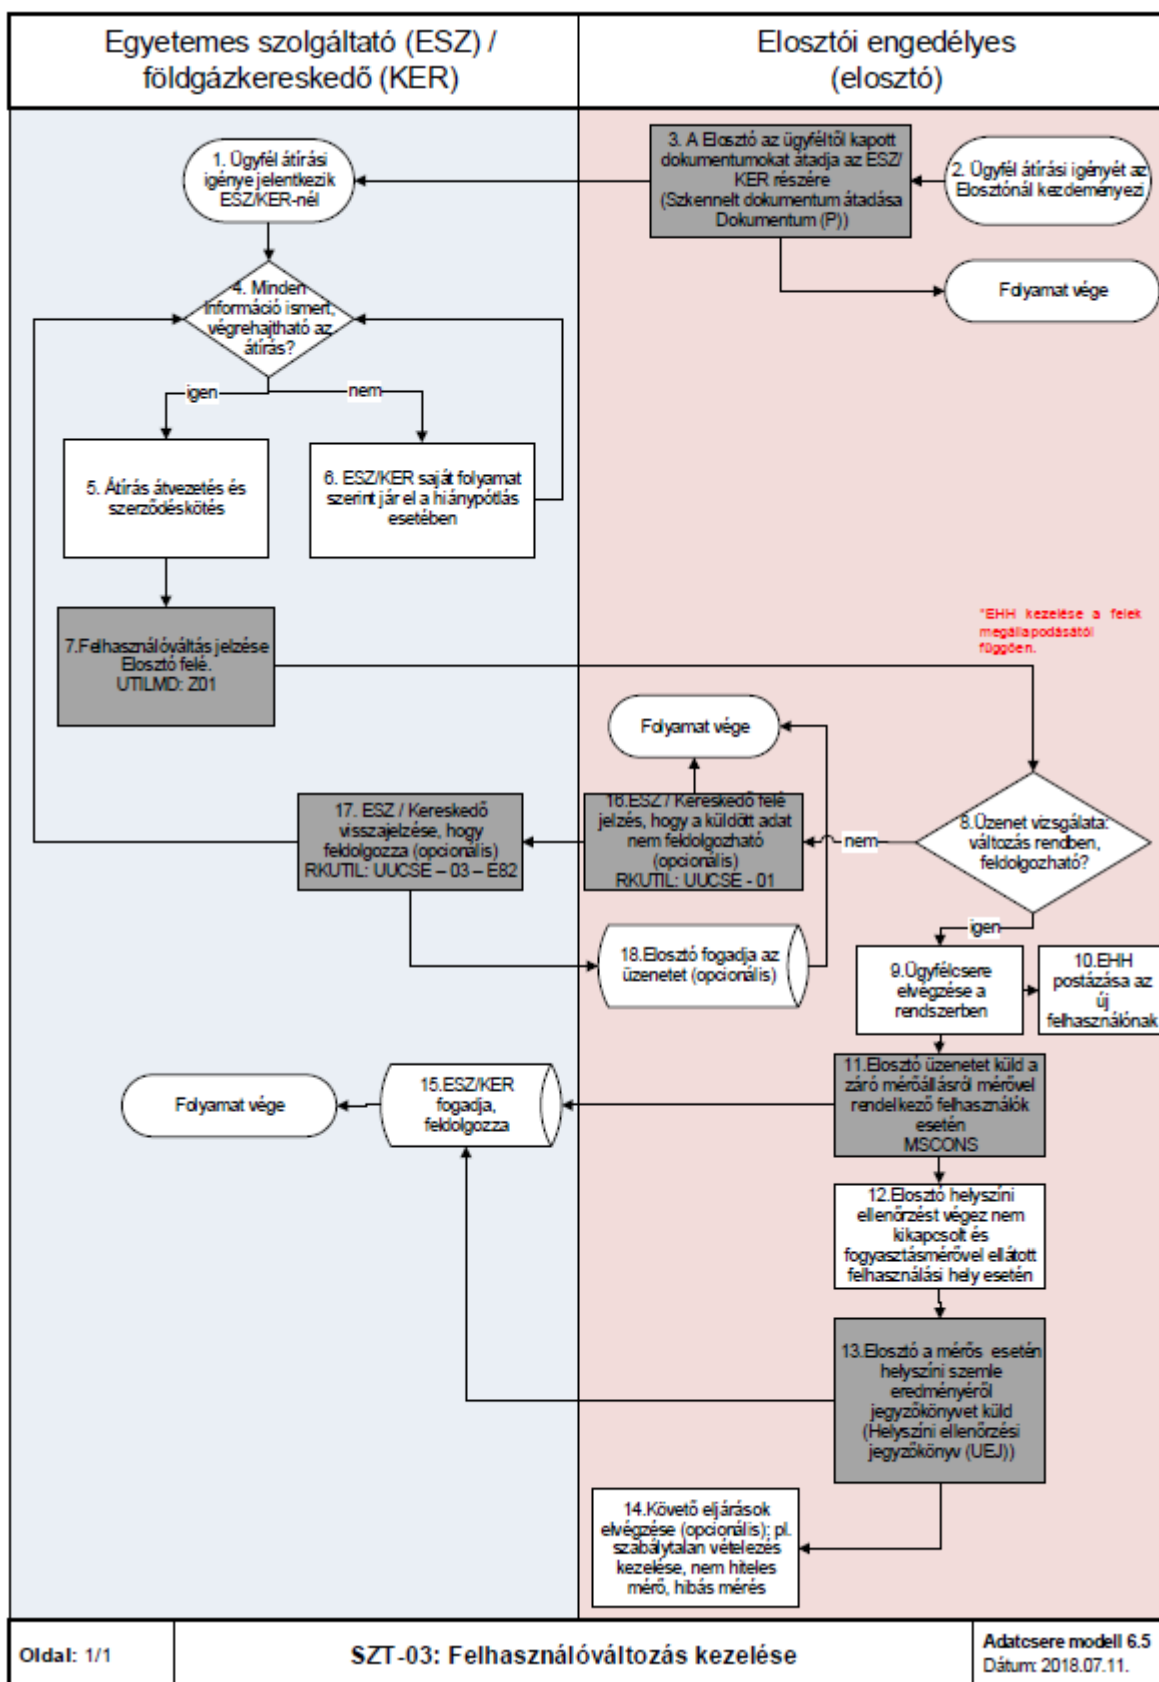 Egyetemes szolgáltató (ESZ) /
földgázkereskedő (KER)
Elosztói engedélyes
(elosztó)
1. Ügyfél átírási
igénye jelentkezik
ESZ/KER-nél
3. A Elosztó az ügyféltől kapott
dokumentumokat átadja az ESZ/
KER részére
(Szkennelt dokumentum átadása
Dokumentum (P))
2. Ügyfél átírási igényét az
Elosztónál kezdeményezi
Folyamat vége
4. Minden
információ ismert,
végrehajtható az
átírás?
igen
nem
5. Átírás átvezetés és
szerződéskötés
6. ESZ/KER saját folyamat
szerint jár el a hiánypótlás
esetében
7.Felhasználóváltás jelzése
Elosztó felé.
UTILMD: Z01
*EHH kezelése a felek
megállapodásától
függően.
Folyamat vége
17. ESZ / Kereskedő
visszajelzése, hogy
feldolgozza (opcionális)
RKUTIL: UUCSE – 03 – E82
16.ESZ / Kereskedő felé
jelzés, hogy a küldött adat
nem feldolgozható
(opcionális)
RKUTIL: UUCSE - 01
nem
8.Üzenet vizsgálata:
változás rendben,
feldolgozható?
igen
18.Elosztó fogadja az
üzenetet (opcionális)
9.Ügyfélcsere
elvégzése a
rendszerben
10.EHH
postázása az
új
felhasználónak
Folyamat vége
15.ESZ/KER
fogadja,
feldolgozza
11.Elosztó üzenetet küld a
záró mérőállásról mérővel
rendelkező felhasználók
esetén
MSCONS
12.Elosztó helyszíni
ellenőrzést végez nem
kikapcsolt és
fogyasztásmérővel ellátott
felhasználási hely esetén
13.Elosztó a mérős esetén
helyszíni szemle
eredményéről
jegyzőkönyvet küld
(Helyszíni ellenőrzési
jegyzőkönyv (UEJ))
14.Követő eljárások
elvégzése (opcionális); pl.
szabálytalan vételezés
kezelése, nem hiteles
mérő, hibás mérés
Oldal: 1/1
SZT-03: Felhasználóváltozás kezelése
Adatcsere modell 6.5
Dátum: 2018.07.11.